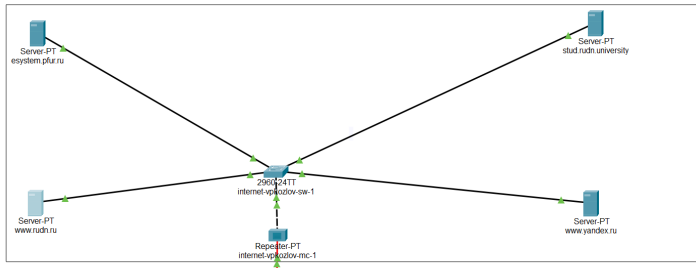 Server-PT
esystem.pfur.ru
Server-PT
stud.rudn.university
2960-24TT
internet-vpkozlov-sw-1
Server-PT
www.rudn.ru
Server-PT
www.yandex.ru
Repeater-PT
internet-vpkozlov-mc-1